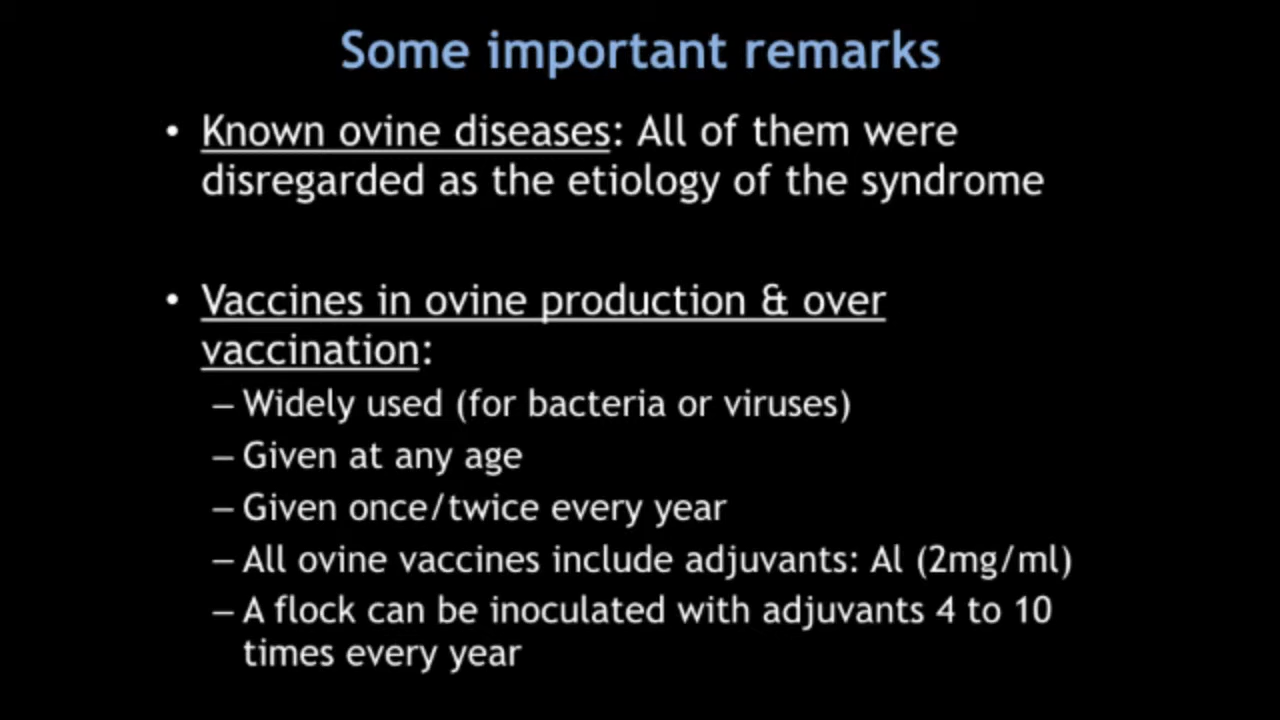 Some important remarks
• Known ovine diseases: All of them were
disregarded as the etiology of the syndrome
• Vaccines in ovine production & over
vaccination:
– Widely used (for bacteria or viruses)
– Given at any age
– Given once/twice every year
– All ovine vaccines include adjuvants: Al (2mg/ml)
– A flock can be inoculated with adjuvants 4 to 10
times every year